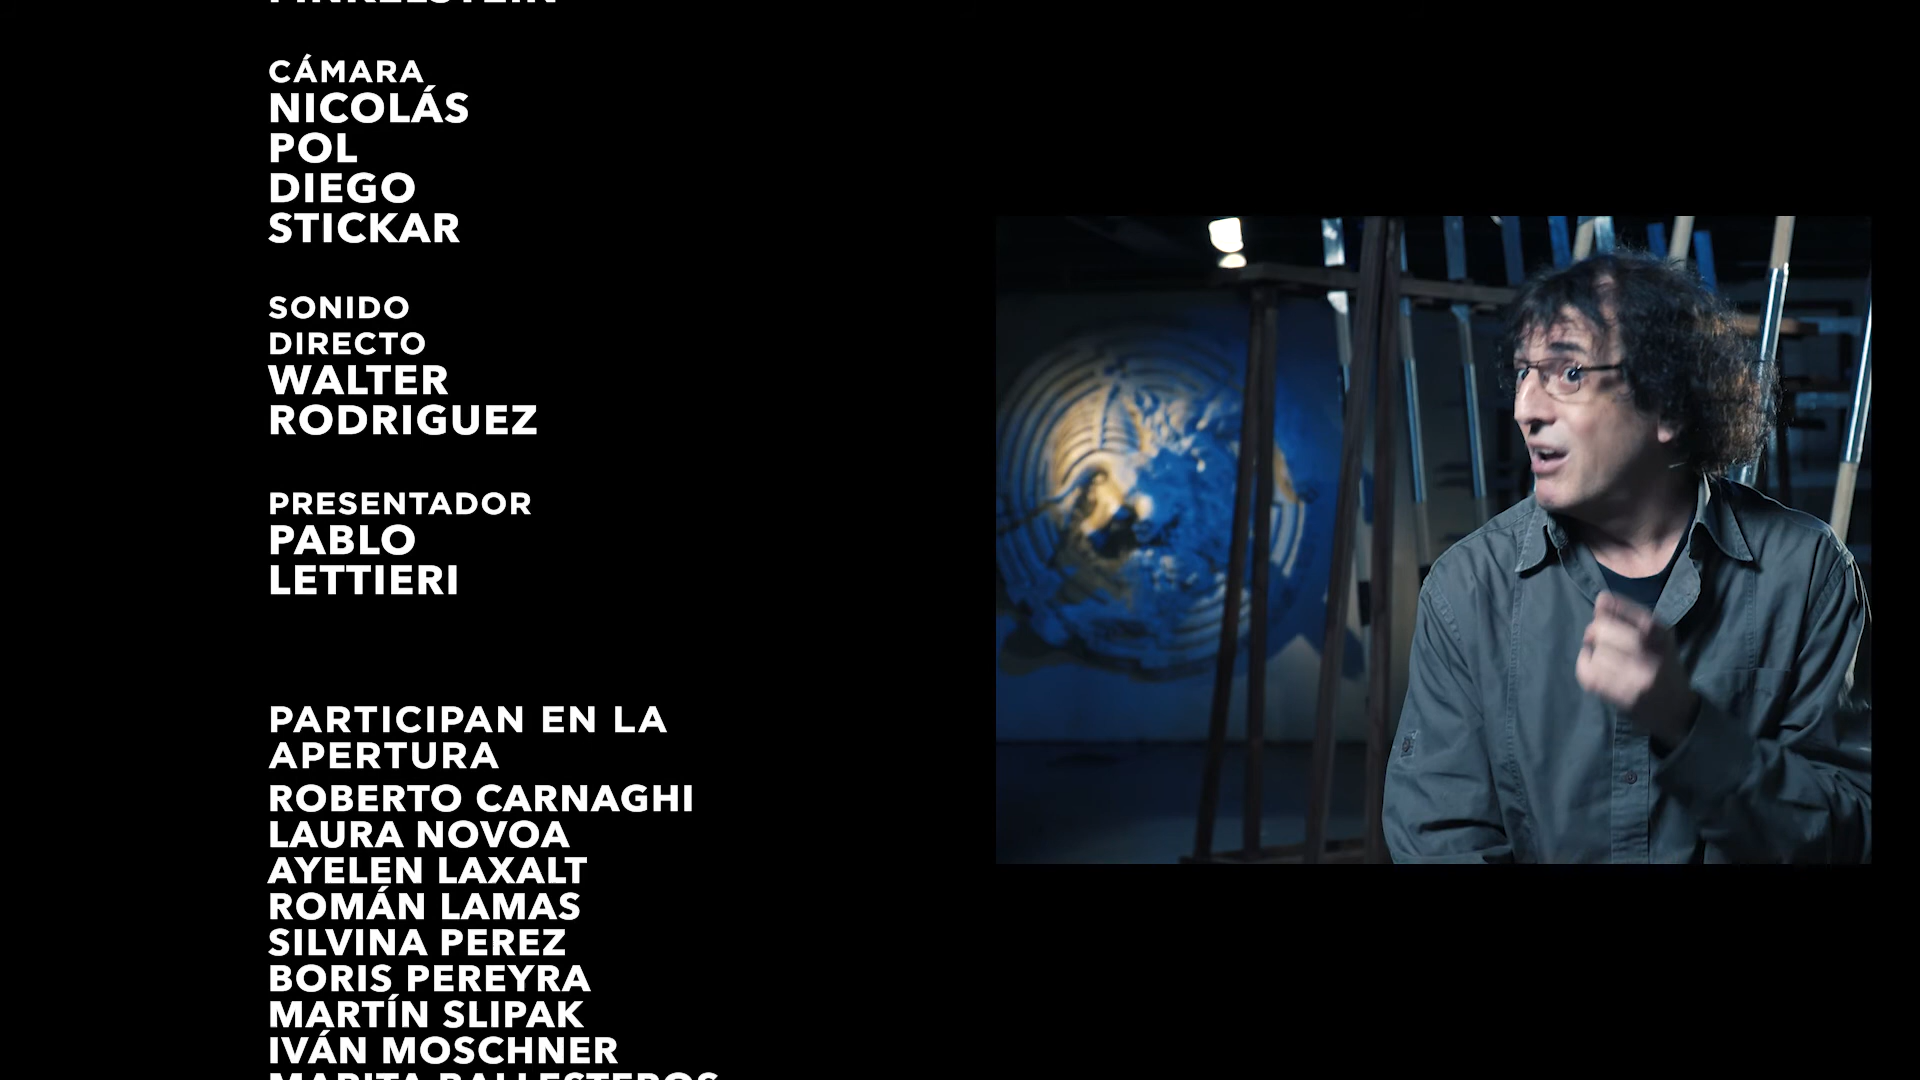 CÁMARA
NICOLÁS
POL
DIEGO
STICKAR
SONIDO
DIRECTO
WALTER
RODRIGUEZ
PRESENTADOR
PABLO
LETTIERI
PARTICIPAN EN LA
APERTURA
ROBERTO CARNAGHI
LAURA NOVOA
AYELEN LAXALT
ROMÁN LAMAS
SILVINA PEREZ
BORIS PEREYRA
MARTÍN SLIPAK
IVÁN MOSCHNER